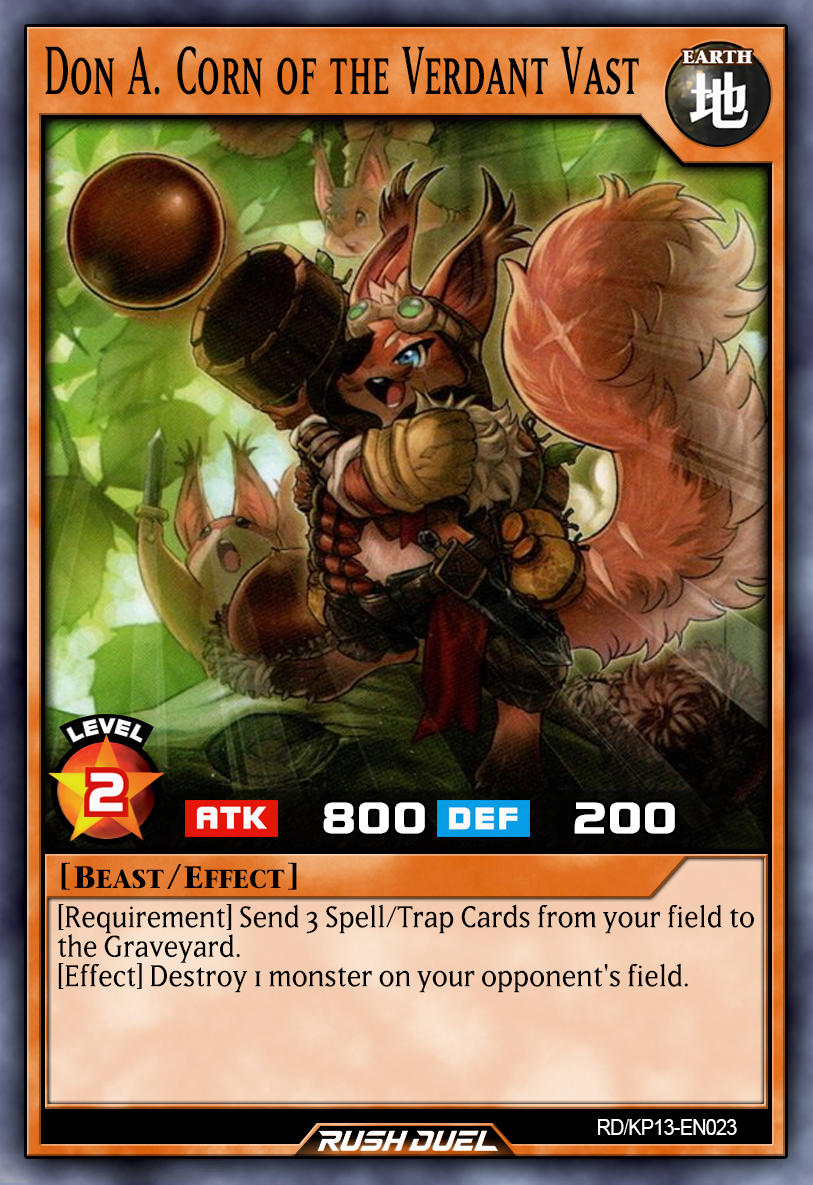 Don A. Corn of the Verdant Vast
EARTH
地
LEVEL
2
ATK 800 DEF 200
[Beast/Effect]
[Requirement] Send 3 Spell/Trap Cards from your field to
the Graveyard.
[Effect] Destroy 1 monster on your opponent's field.
RD/KP13-EN023
RUSH DUEL